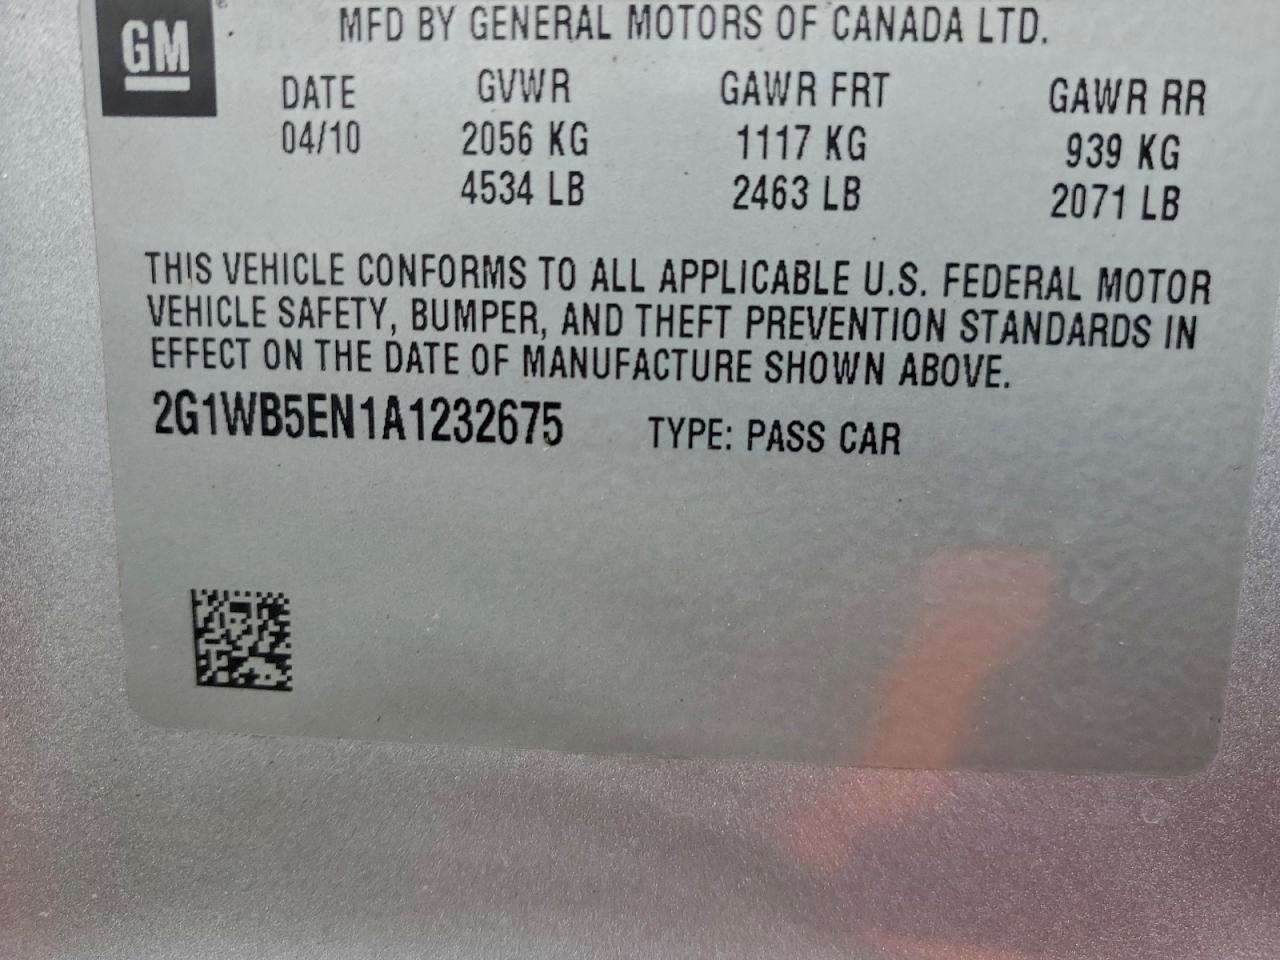 GM
MFD BY GENERAL MOTORS OF CANADA LTD.
DATE GVWR GAWR FRT GAWR RR
04/10 2056 KG 1117 KG 939 KG
4534 LB 2463 LB 2071 LB
THIS VEHICLE CONFORMS TO ALL APPLICABLE U.S. FEDERAL MOTOR
VEHICLE SAFETY, BUMPER, AND THEFT PREVENTION STANDARDS IN
EFFECT ON THE DATE OF MANUFACTURE SHOWN ABOVE.
2G1WB5EN1A1232675 TYPE: PASS CAR